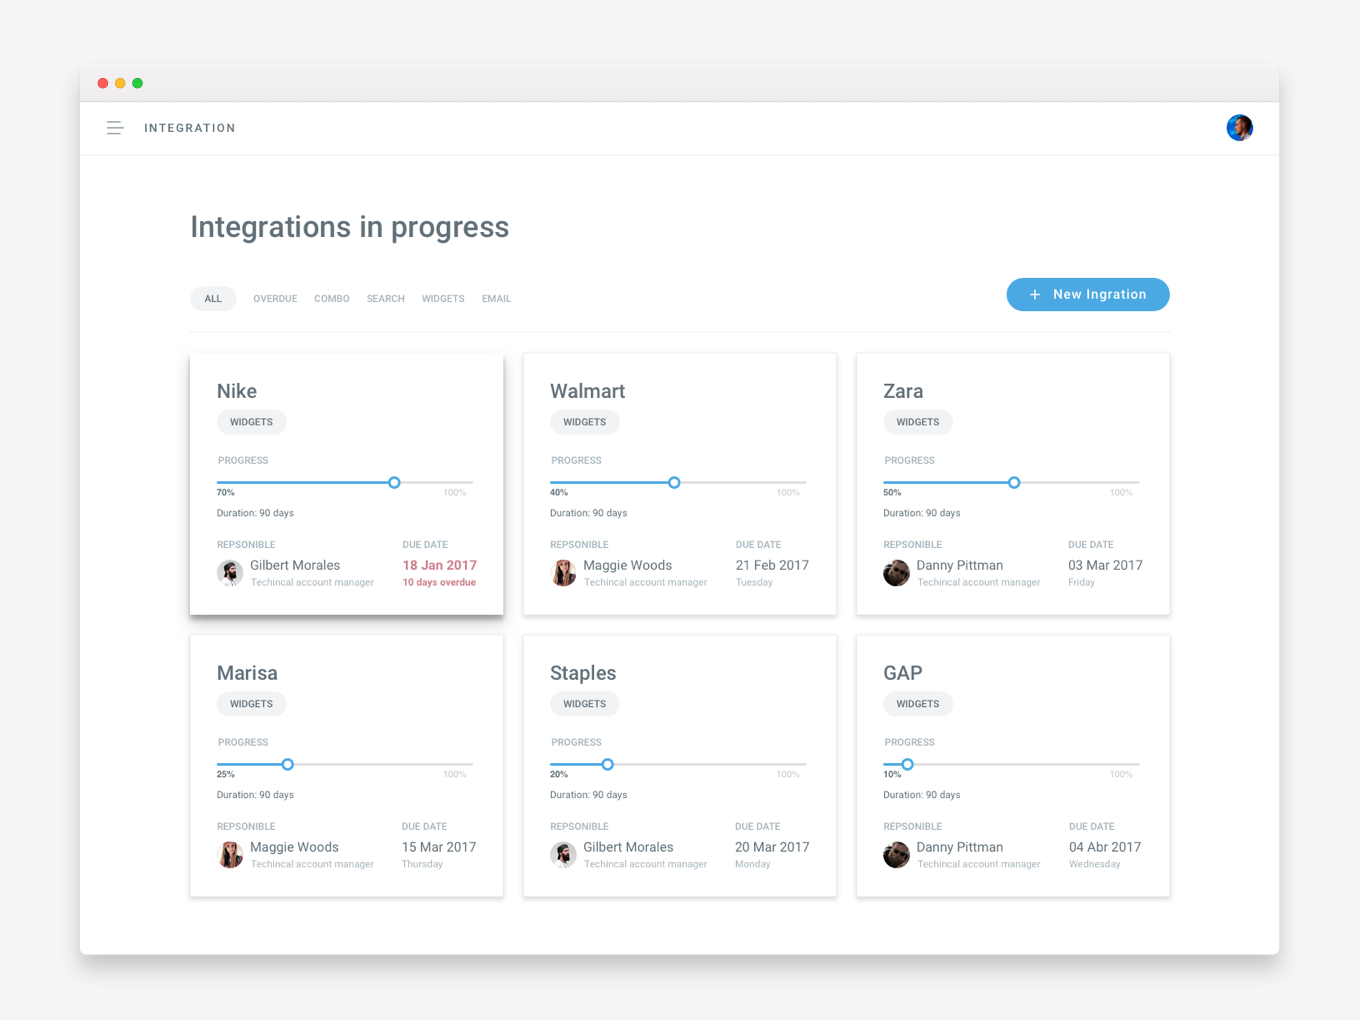 INTEGRATION
Integrations in progress
ALL OVERDUE COMBO SEARCH WIDGETS EMAIL
+ New Ingration
Nike
WIDGETS
PROGRESS
70% 100%
Duration: 90 days
REPSONIBLE DUE DATE
Gilbert Morales 18 Jan 2017
Techincal account manager 10 days overdue
Walmart
WIDGETS
PROGRESS
40% 100%
Duration: 90 days
REPSONIBLE DUE DATE
Maggie Woods 21 Feb 2017
Techincal account manager Tuesday
Zara
WIDGETS
PROGRESS
50% 100%
Duration: 90 days
REPSONIBLE DUE DATE
Danny Pittman 03 Mar 2017
Techincal account manager Friday
Marisa
WIDGETS
PROGRESS
25% 100%
Duration: 90 days
REPSONIBLE DUE DATE
Maggie Woods 15 Mar 2017
Techincal account manager Thursday
Staples
WIDGETS
PROGRESS
20% 100%
Duration: 90 days
REPSONIBLE DUE DATE
Gilbert Morales 20 Mar 2017
Techincal account manager Monday
GAP
WIDGETS
PROGRESS
10% 100%
Duration: 90 days
REPSONIBLE DUE DATE
Danny Pittman 04 Abr 2017
Techincal account manager Wednesday